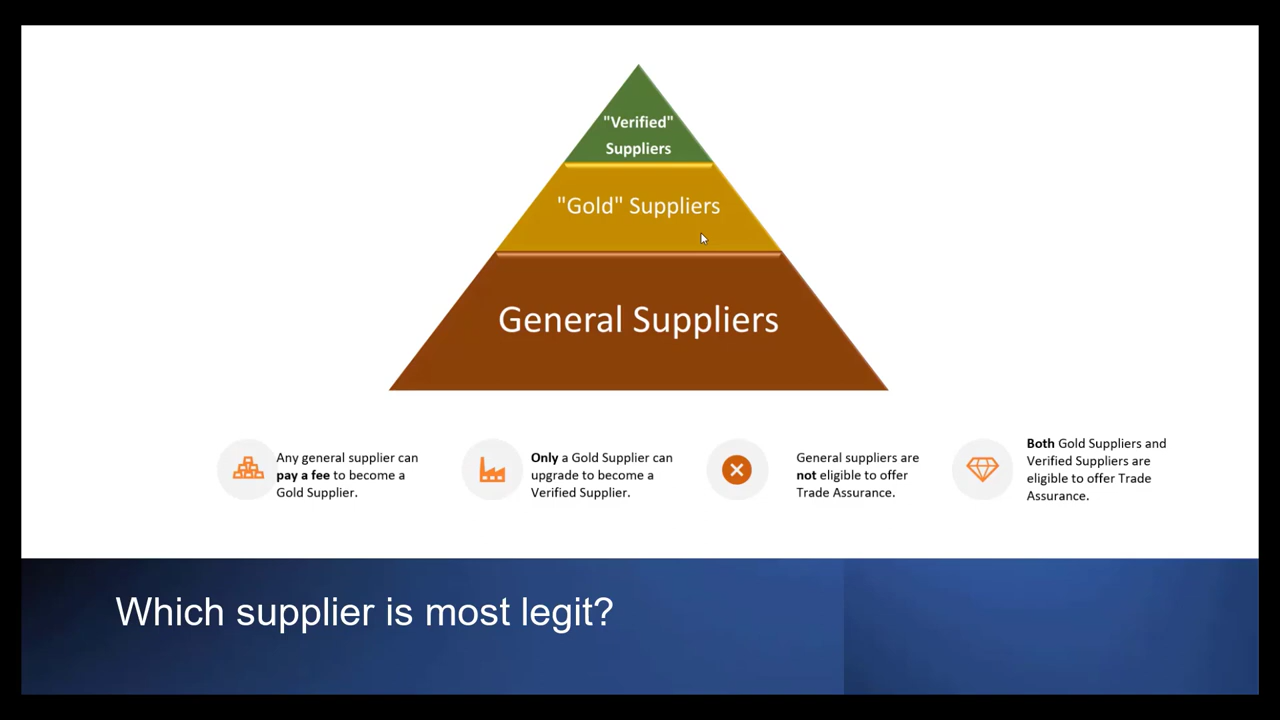 "Verified"
Suppliers
"Gold" Suppliers
General Suppliers
Any general supplier can
pay a fee to become a
Gold Supplier.
Only a Gold Supplier can
upgrade to become a
Verified Supplier.
General suppliers are
not eligible to offer
Trade Assurance.
Both Gold Suppliers and
Verified Suppliers are
eligible to offer Trade
Assurance.
Which supplier is most legit?